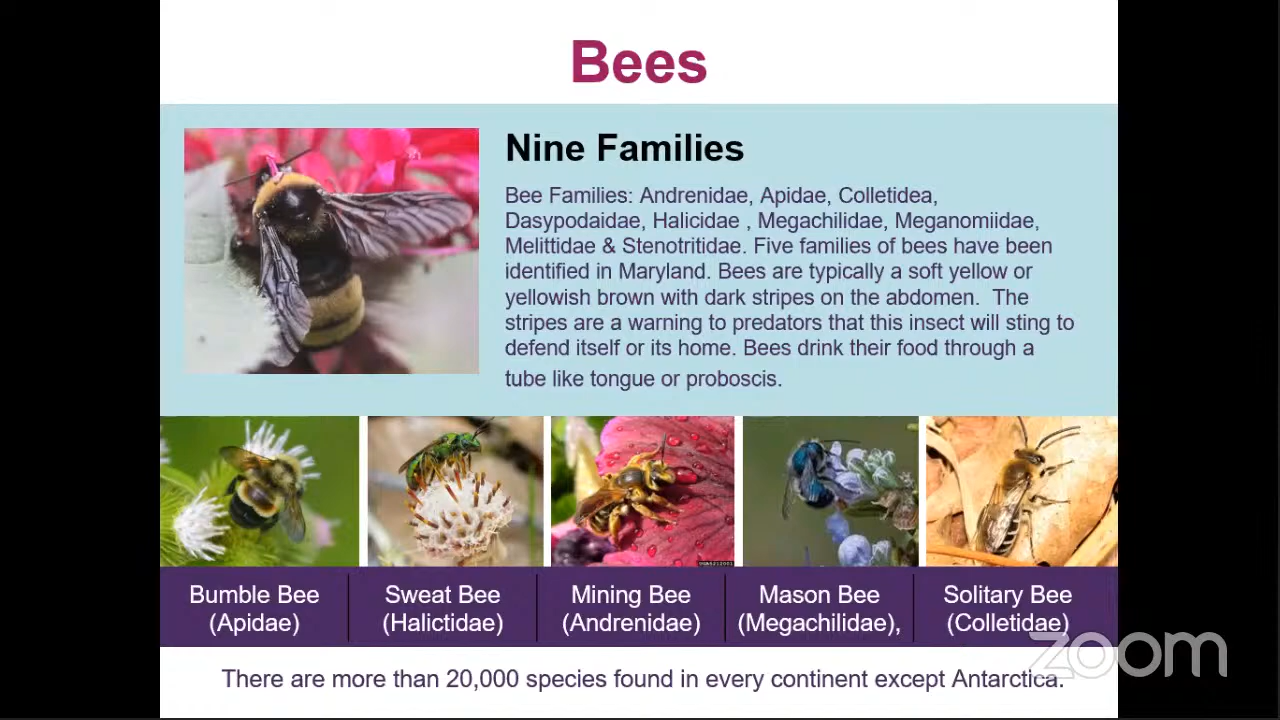 Bees
Nine Families
Bee Families: Andrenidae, Apidae, Colletidea,
Dasypodaidae, Halicidae , Megachilidae, Meganomiidae,
Melittidae & Stenotritidae. Five families of bees have been
identified in Maryland. Bees are typically a soft yellow or
yellowish brown with dark stripes on the abdomen.  The
stripes are a warning to predators that this insect will sting to
defend itself or its home. Bees drink their food through a
tube like tongue or proboscis.
Bumble Bee
(Apidae)
Sweat Bee
(Halictidae)
Mining Bee
(Andrenidae)
Mason Bee
(Megachilidae),
Solitary Bee
(Colletidae)
There are more than 20,000 species found in every continent except Antarctica.
zoom